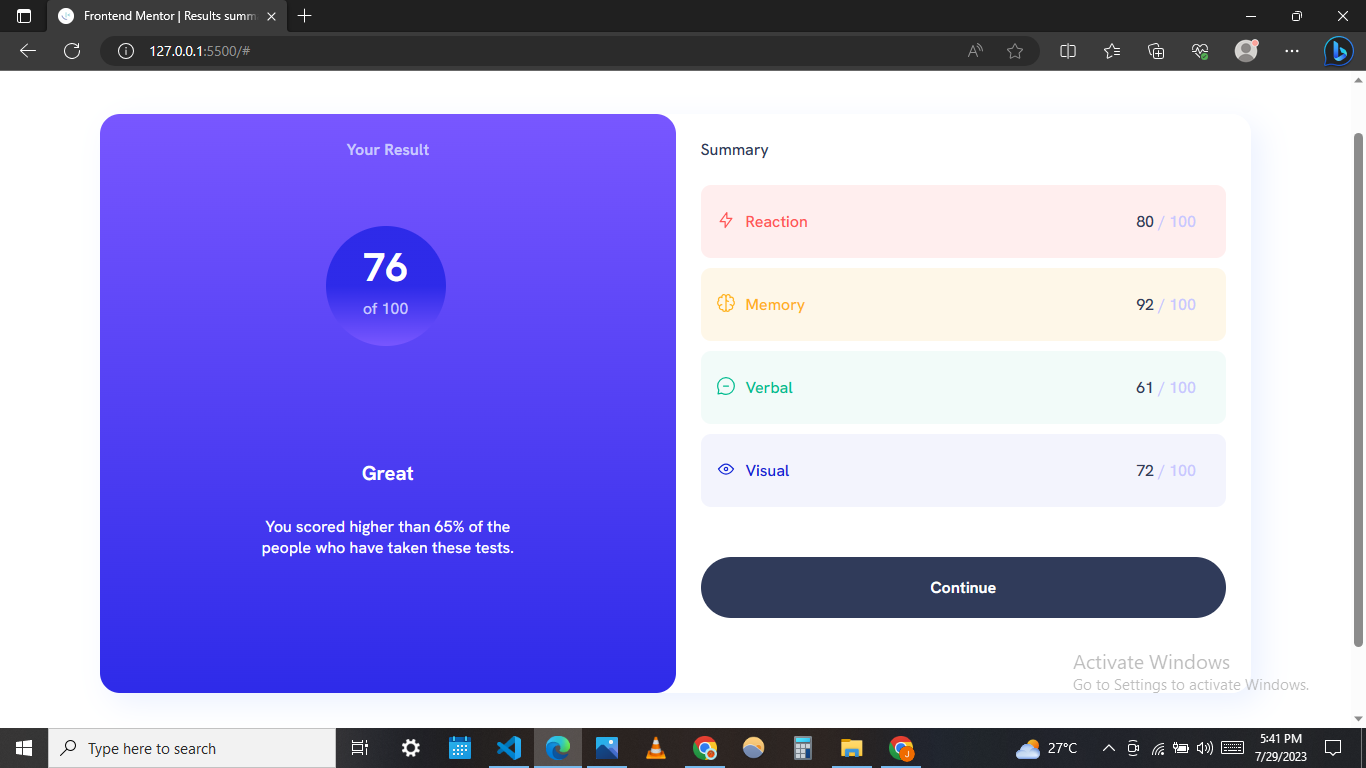 Frontend Mentor | Results summ
127.0.0.1:5500/#
Your Result
76
of 100
Great
You scored higher than 65% of the
people who have taken these tests.
Summary
Reaction 80 / 100
Memory 92 / 100
Verbal 61 / 100
Visual 72 / 100
Continue
Activate Windows
Go to Settings to activate Windows.
Type here to search
27°C
5:41 PM
7/29/2023